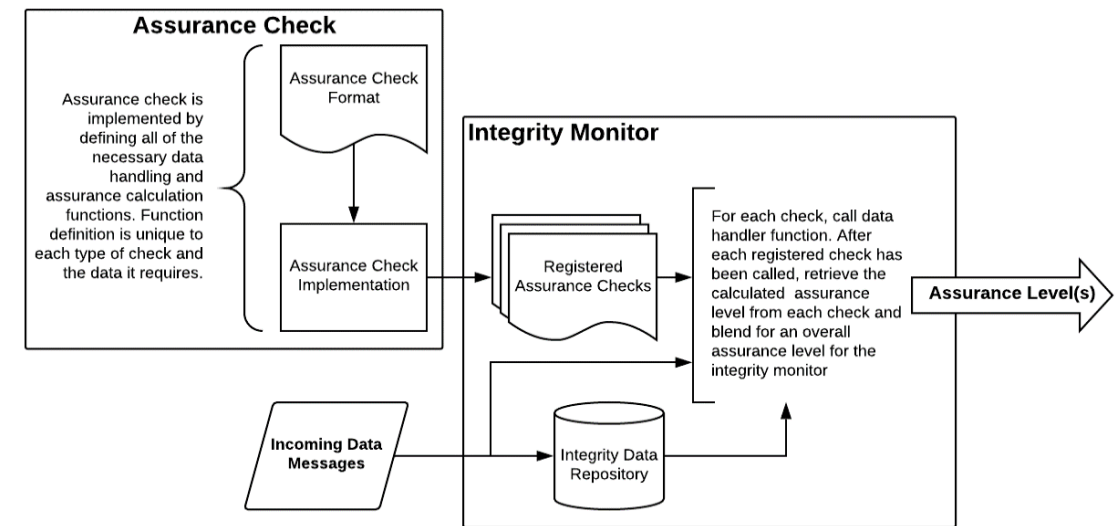 Assurance Check
Assurance check is
implemented by
defining all of the
necessary data
handling and
assurance calculation
functions. Function
definition is unique to
each type of check and
the data it requires.
Assurance Check
Format
Assurance Check
Implementation
Integrity Monitor
Registered
Assurance Checks
For each check, call data
handler function. After
each registered check has
been called, retrieve the
calculated assurance
level from each check and
blend for an overall
assurance level for the
integrity monitor
Assurance Level(s)
Incoming Data
Messages
Integrity Data
Repository